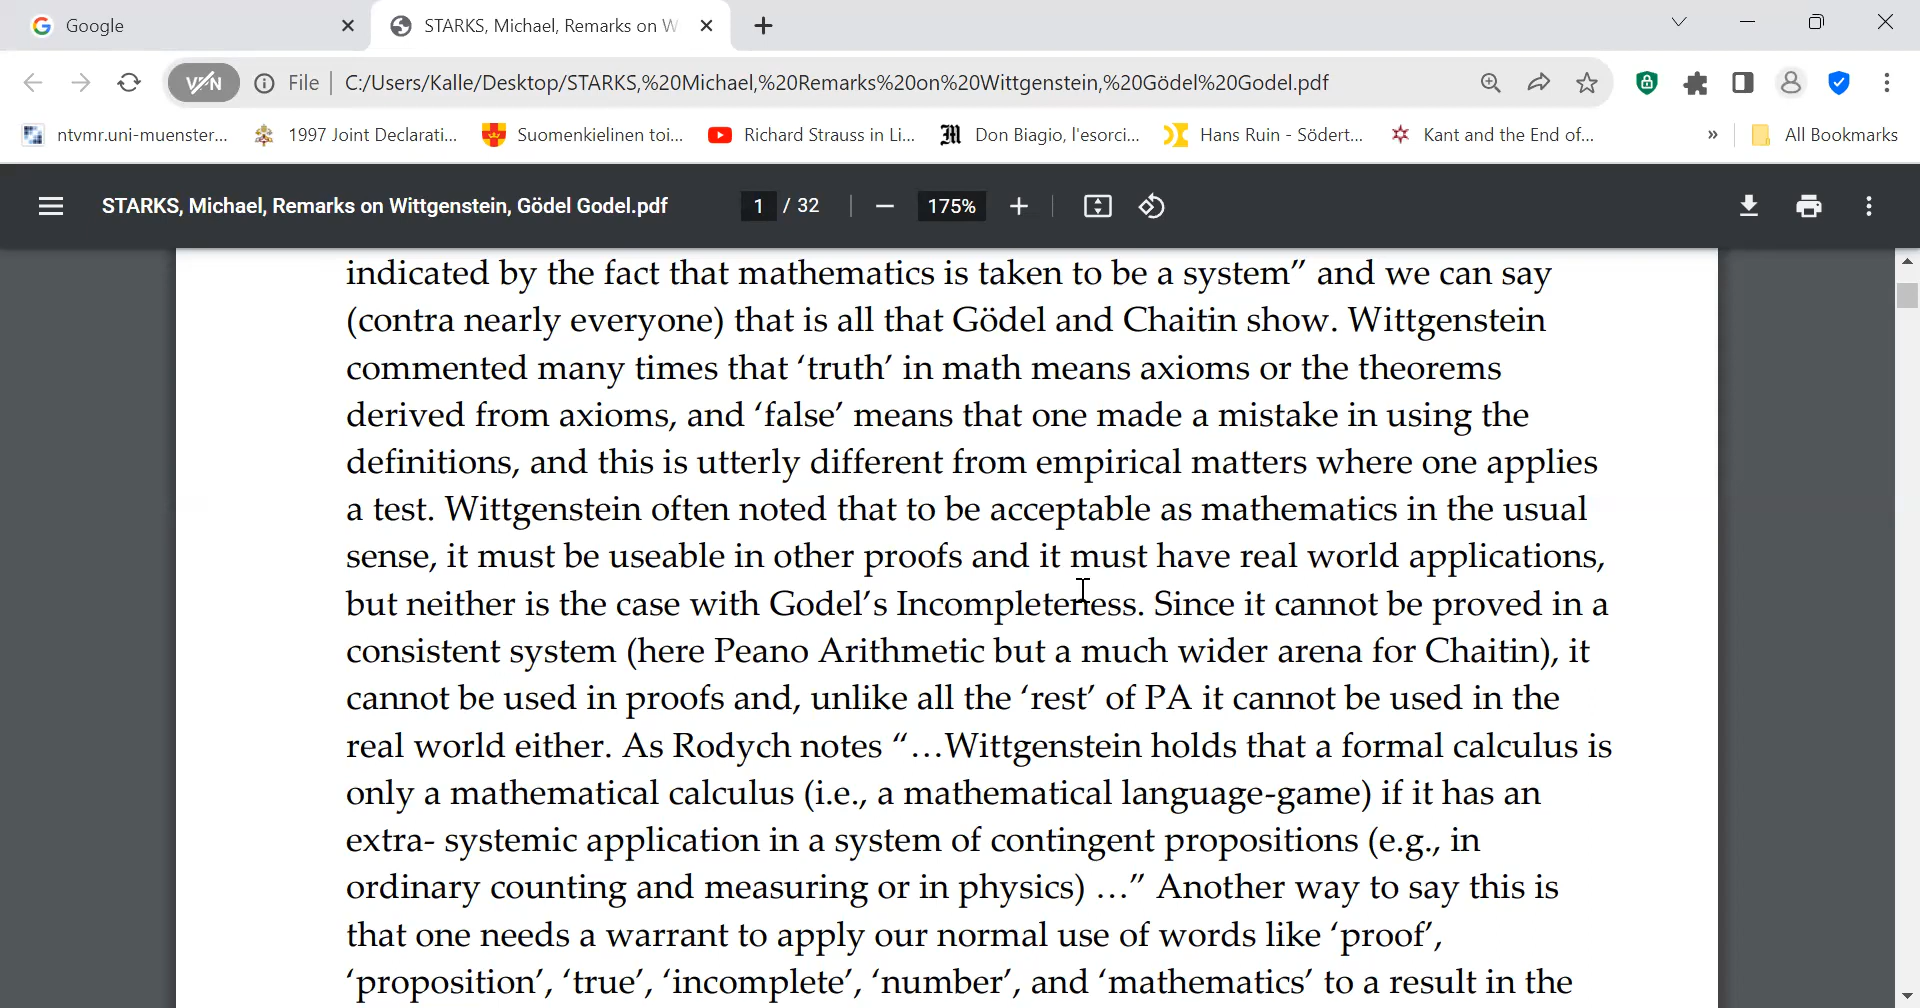 Google
STARKS, Michael, Remarks on W
VPN
File
C:/Users/Kalle/Desktop/STARKS,%20Michael,%20Remarks%20on%20Wittgenstein,%20Gödel%20Godel.pdf
ntvmr.uni-muenster...
1997 Joint Declarati...
Suomenkielinen toi...
Richard Strauss in Li...
Don Biagio, l'esorci...
Hans Ruin - Södert...
Kant and the End of...
»
All Bookmarks
STARKS, Michael, Remarks on Wittgenstein, Gödel Godel.pdf
1 / 32
175%
indicated by the fact that mathematics is taken to be a system” and we can say
(contra nearly everyone) that is all that Gödel and Chaitin show. Wittgenstein
commented many times that ‘truth’ in math means axioms or the theorems
derived from axioms, and ‘false’ means that one made a mistake in using the
definitions, and this is utterly different from empirical matters where one applies
a test. Wittgenstein often noted that to be acceptable as mathematics in the usual
sense, it must be useable in other proofs and it must have real world applications,
but neither is the case with Godel’s Incompleteness. Since it cannot be proved in a
consistent system (here Peano Arithmetic but a much wider arena for Chaitin), it
cannot be used in proofs and, unlike all the ‘rest’ of PA it cannot be used in the
real world either. As Rodych notes “…Wittgenstein holds that a formal calculus is
only a mathematical calculus (i.e., a mathematical language-game) if it has an
extra- systemic application in a system of contingent propositions (e.g., in
ordinary counting and measuring or in physics) …” Another way to say this is
that one needs a warrant to apply our normal use of words like ‘proof’,
‘proposition’, ‘true’, ‘incomplete’, ‘number’, and ‘mathematics’ to a result in the